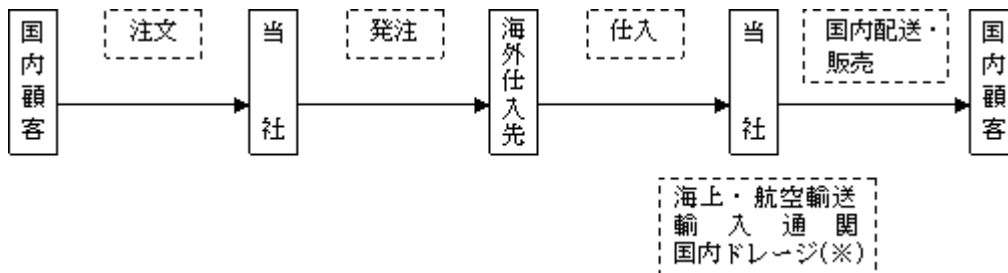 国内顧客
注文
当社
発注
海外仕入先
仕入
当社
国内配送・
販売
国内顧客
海上・航空輸送
輸入通関
国内ドレージ(※)